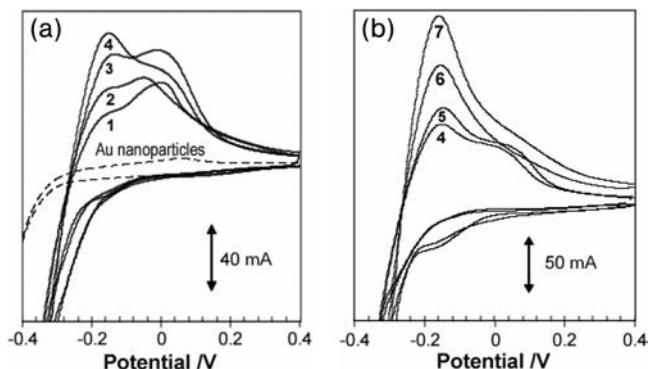 (a)
4
3
2
1
Au nanoparticles
40 mA
-0.4 -0.2 0 0.2 0.4
Potential /V
(b)
7
6
5
4
50 mA
-0.4 -0.2 0 0.2 0.4
Potential /V